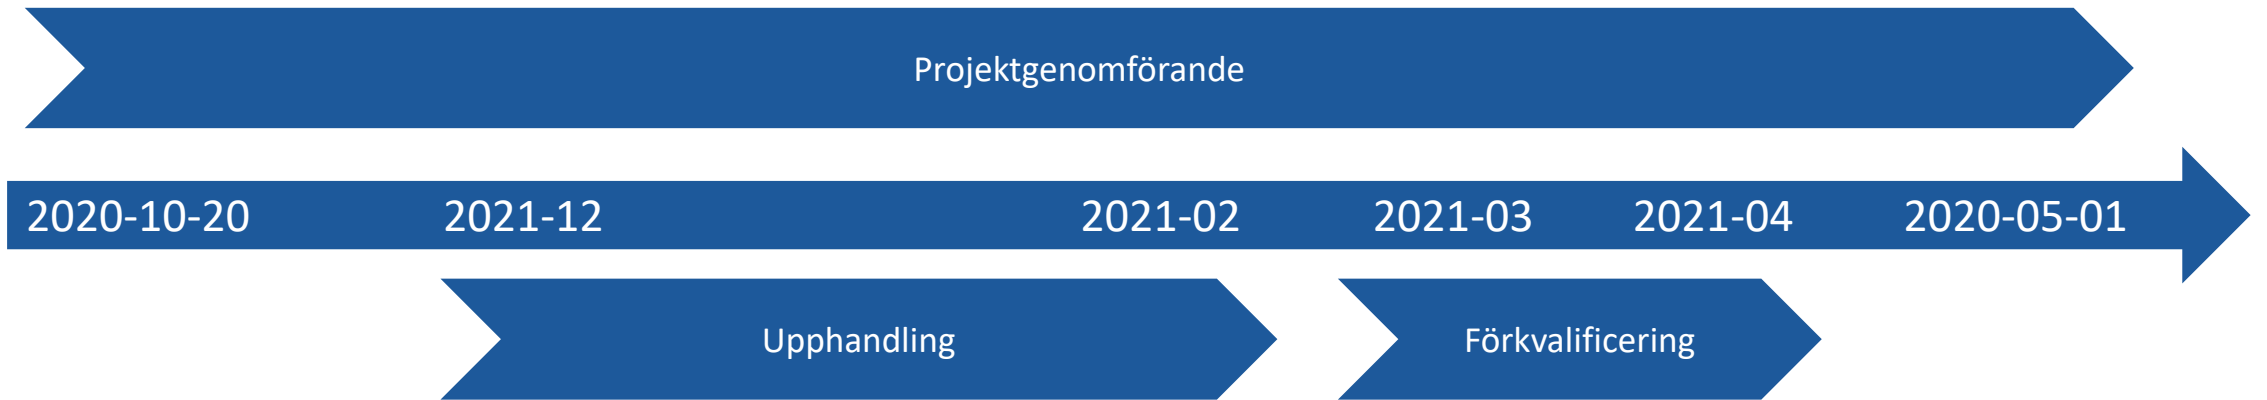 Projektgenomförande
2020-10-20 2021-12 2021-02 2021-03 2021-04 2020-05-01
Upphandling Förkvalificering